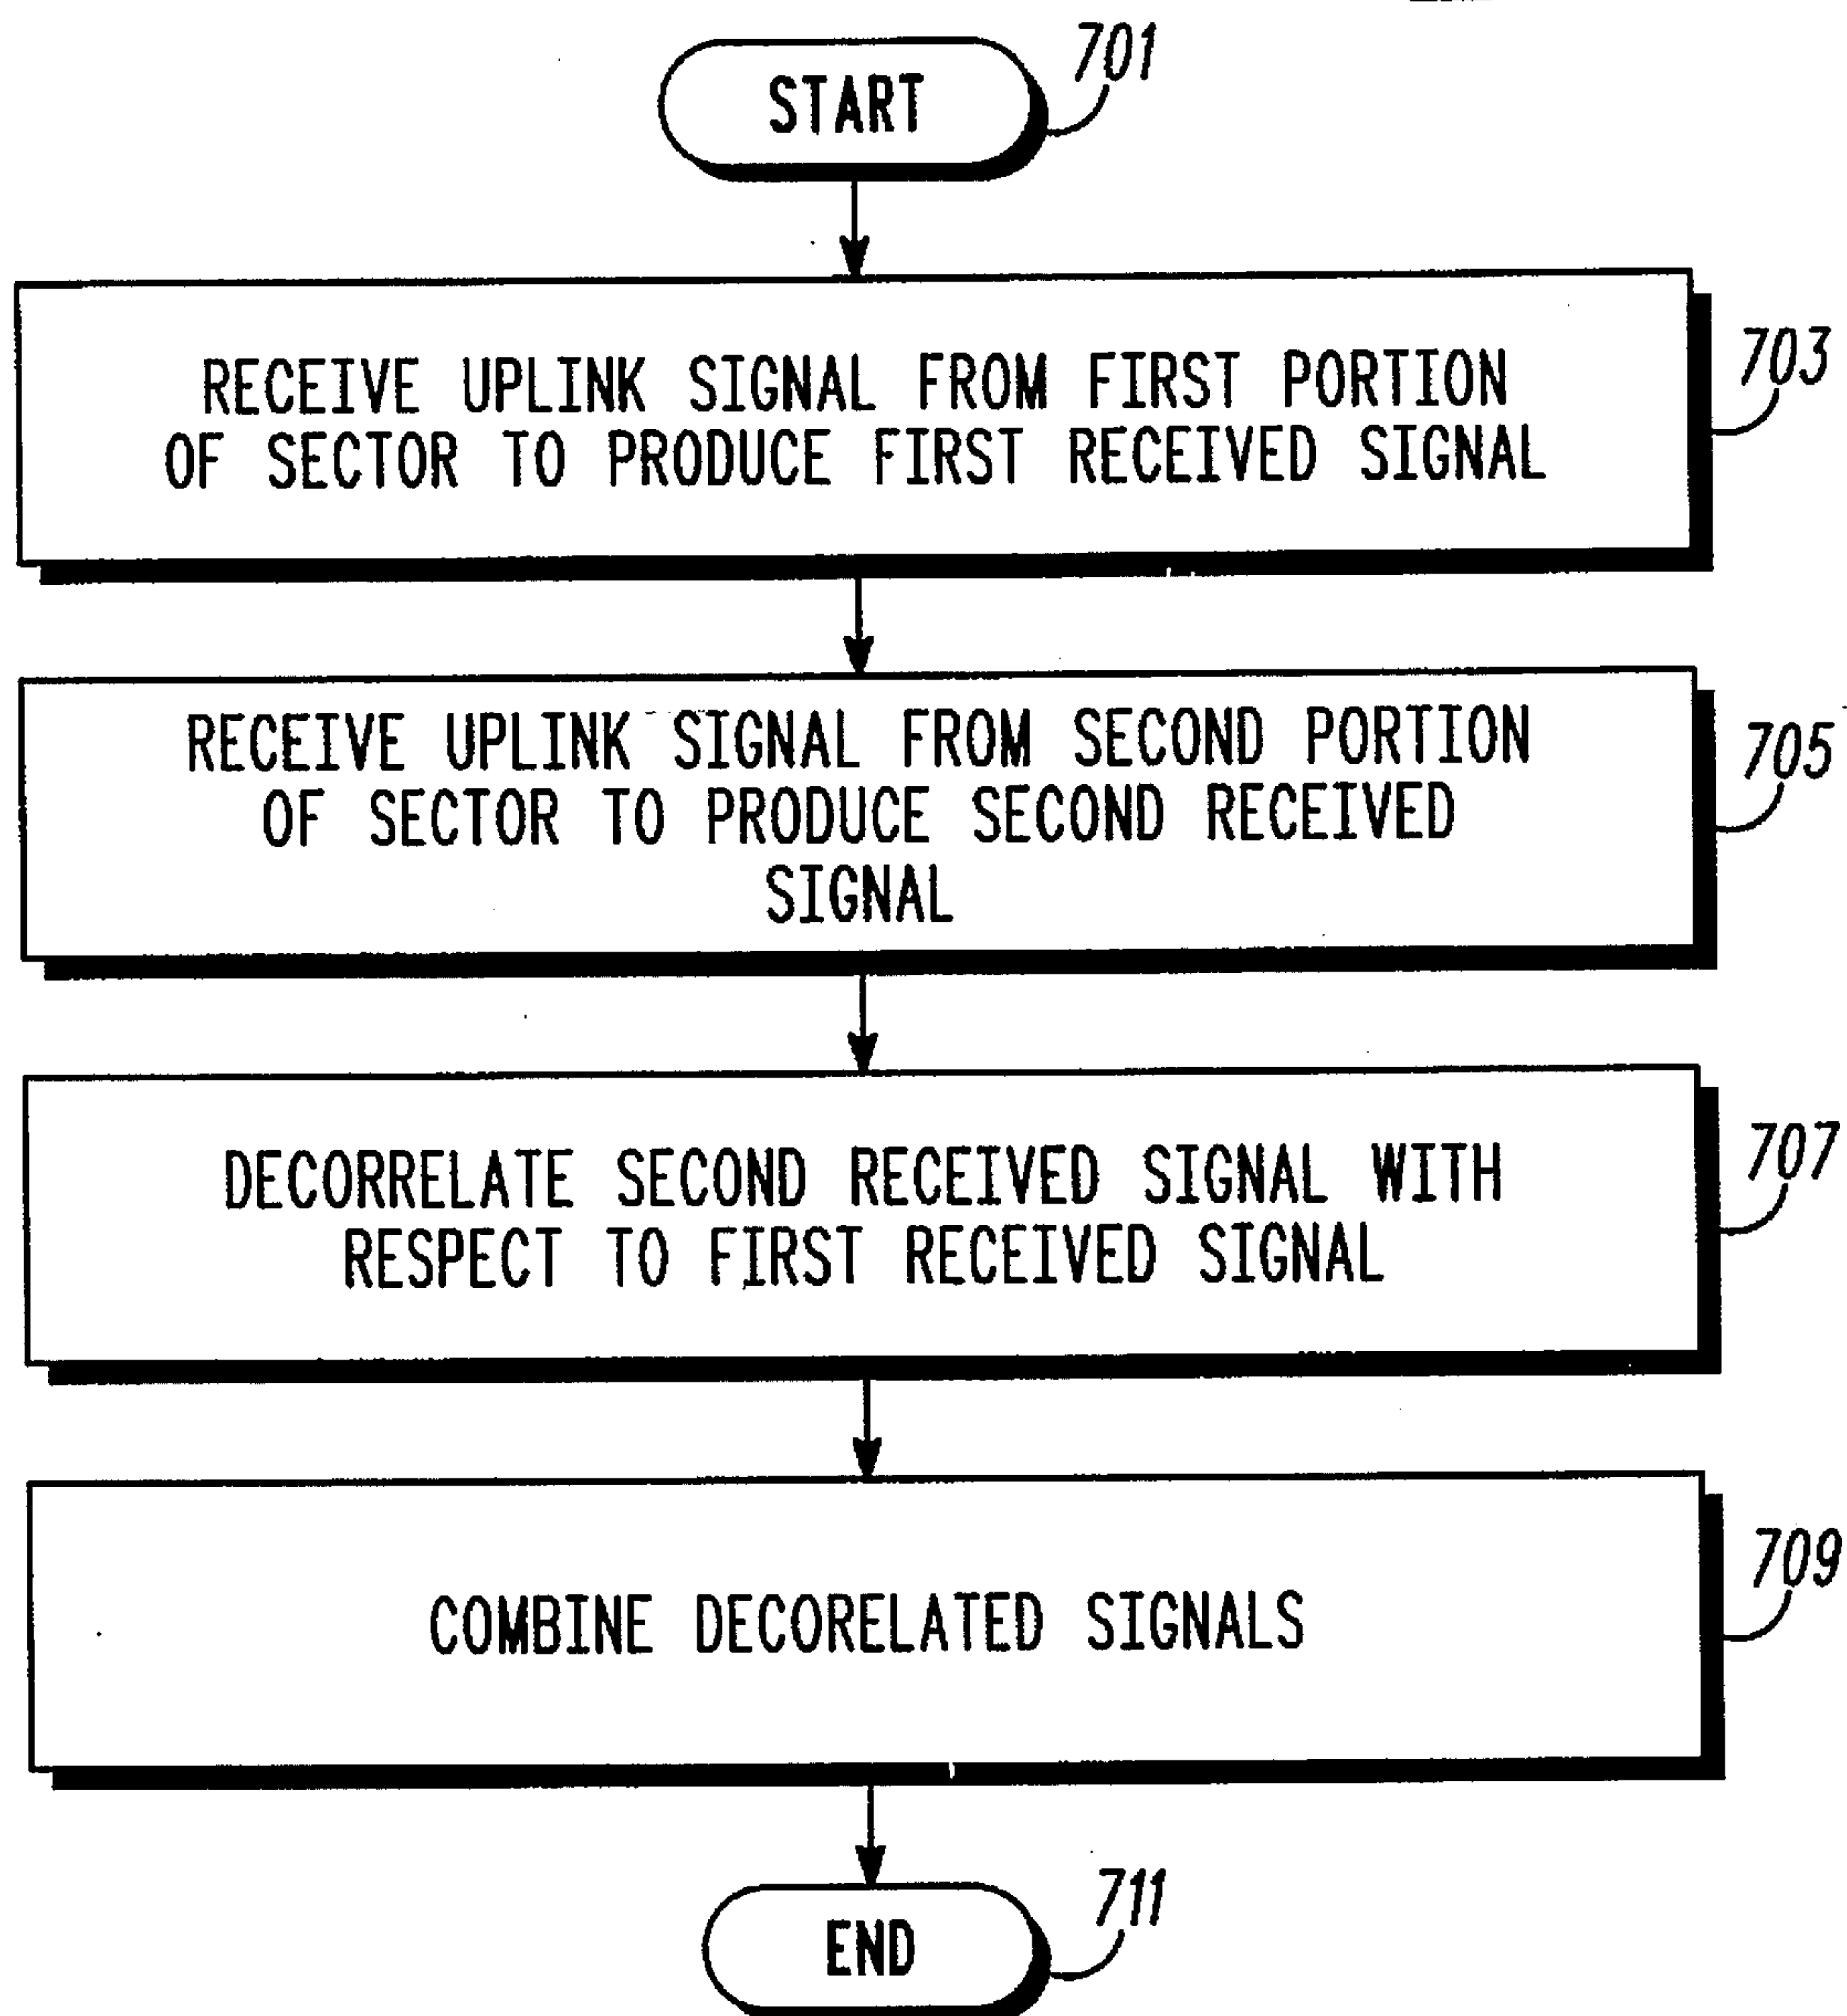 START
701
RECEIVE UPLINK SIGNAL FROM FIRST PORTION
OF SECTOR TO PRODUCE FIRST RECEIVED SIGNAL
703
RECEIVE UPLINK SIGNAL FROM SECOND PORTION
OF SECTOR TO PRODUCE SECOND RECEIVED
SIGNAL
705
DECORRELATE SECOND RECEIVED SIGNAL WITH
RESPECT TO FIRST RECEIVED SIGNAL
707
COMBINE DECORELATED SIGNALS
709
END
711